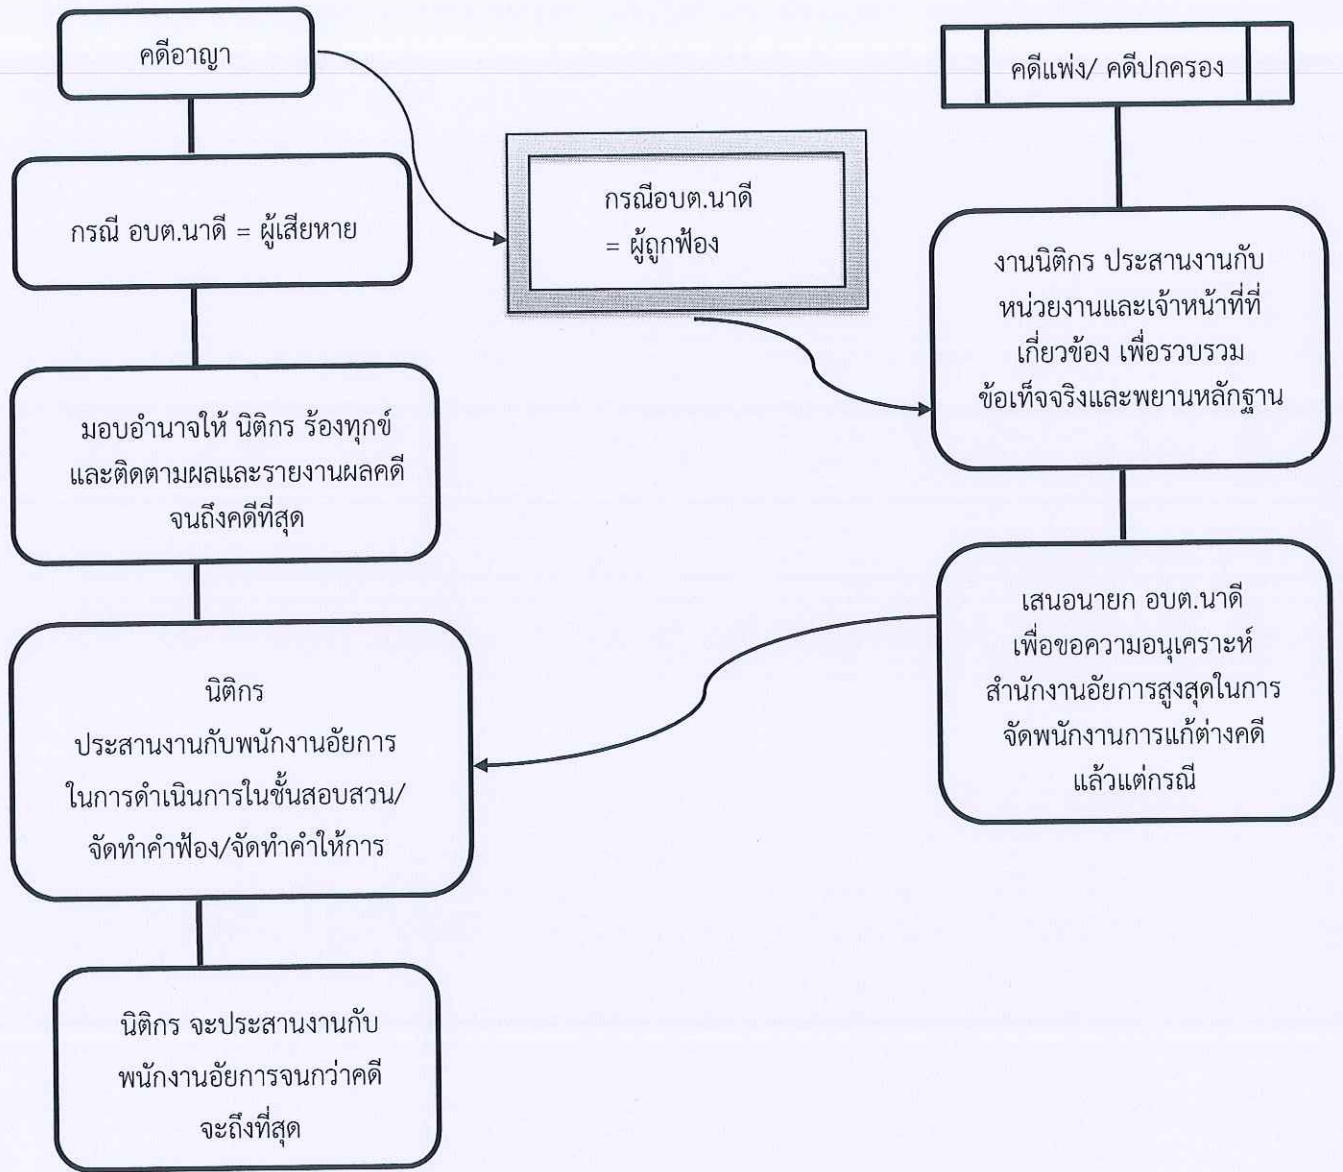 คดีอาญา
กรณี อบต.นาดี = ผู้เสียหาย
มอบอำนาจให้ นิติกร ร้องทุกข์
และติดตามผลและรายงานผลคดี
จนถึงคดีที่สุด
นิติกร
ประสานงานกับพนักงานอัยการ
ในการดำเนินการในชั้นสอบสวน/
จัดทำคำฟ้อง/จัดทำคำให้การ
นิติกร จะประสานงานกับ
พนักงานอัยการจนกว่าคดี
จะถึงที่สุด
กรณีอบต.นาดี
= ผู้ถูกฟ้อง
คดีแพ่ง/ คดีปกครอง
งานนิติกร ประสานงานกับ
หน่วยงานและเจ้าหน้าที่ที่
เกี่ยวข้อง เพื่อรวบรวม
ข้อเท็จจริงและพยานหลักฐาน
เสนอนายก อบต.นาดี
เพื่อขอความอนุเคราะห์
สำนักงานอัยการสูงสุดในการ
จัดพนักงานการแก้ต่างคดี
แล้วแต่กรณี